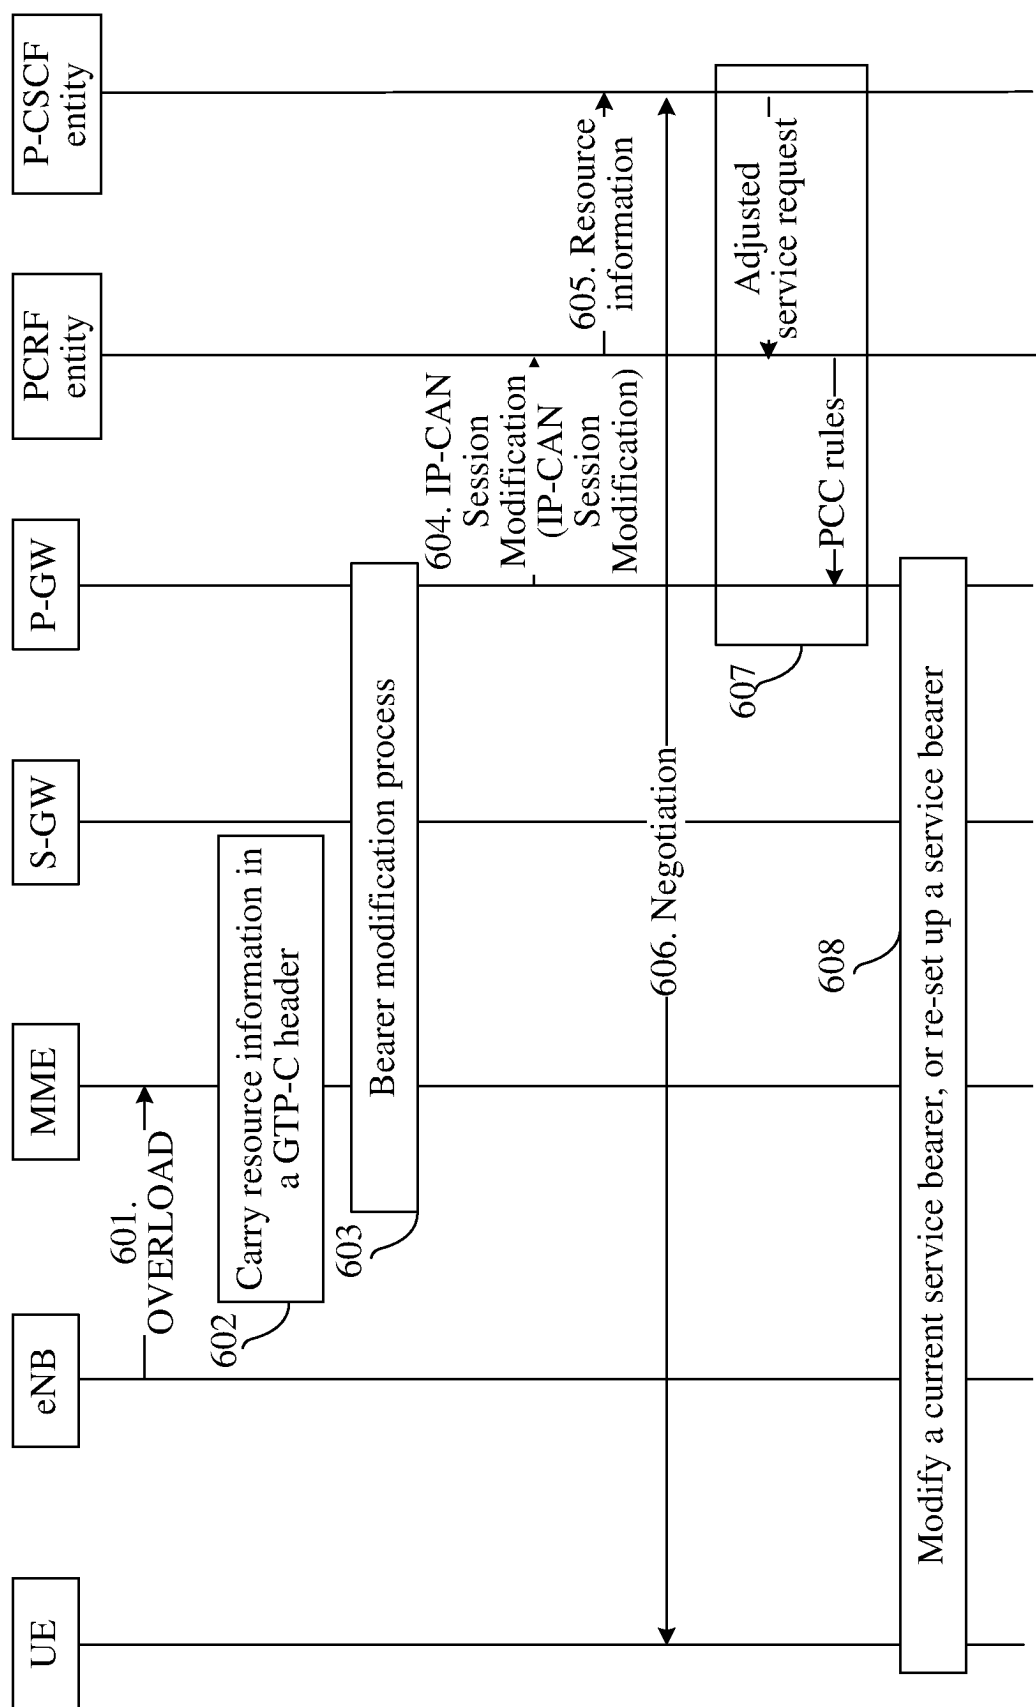 UE
eNB
MME
S-GW
P-GW
PCRF
entity
P-CSCF
entity
601.
OVERLOAD
602
Carry resource information in
a GTP-C header
603
Bearer modification process
604. IP-CAN
Session
Modification
(IP-CAN
Session
Modification)
605. Resource
information
606. Negotiation
607
Adjusted
service request
PCC rules
608
Modify a current service bearer, or re-set up a service bearer